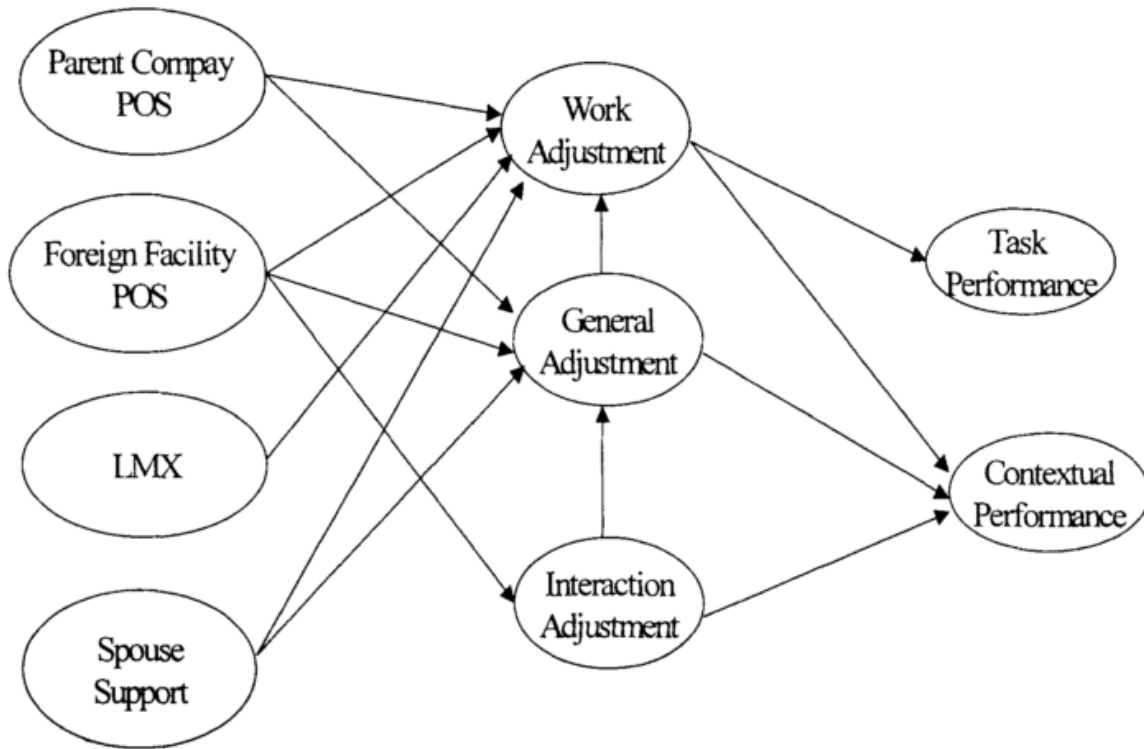 Parent Compay
POS
Foreign Facility
POS
LMX
Spouse
Support
Work
Adjustment
General
Adjustment
Interaction
Adjustment
Task
Performance
Contextual
Performance